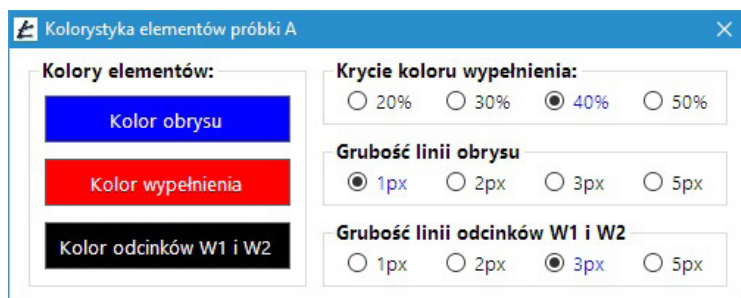 Kolorystyka elementów próbki A
Kolory elementów:
Kolor obrysu
Kolor wypełnienia
Kolor odcinków W1 i W2
Krycie koloru wypełnienia:
20% 30% 40% 50%
Grubość linii obrysu
1px 2px 3px 5px
Grubość linii odcinków W1 i W2
1px 2px 3px 5px